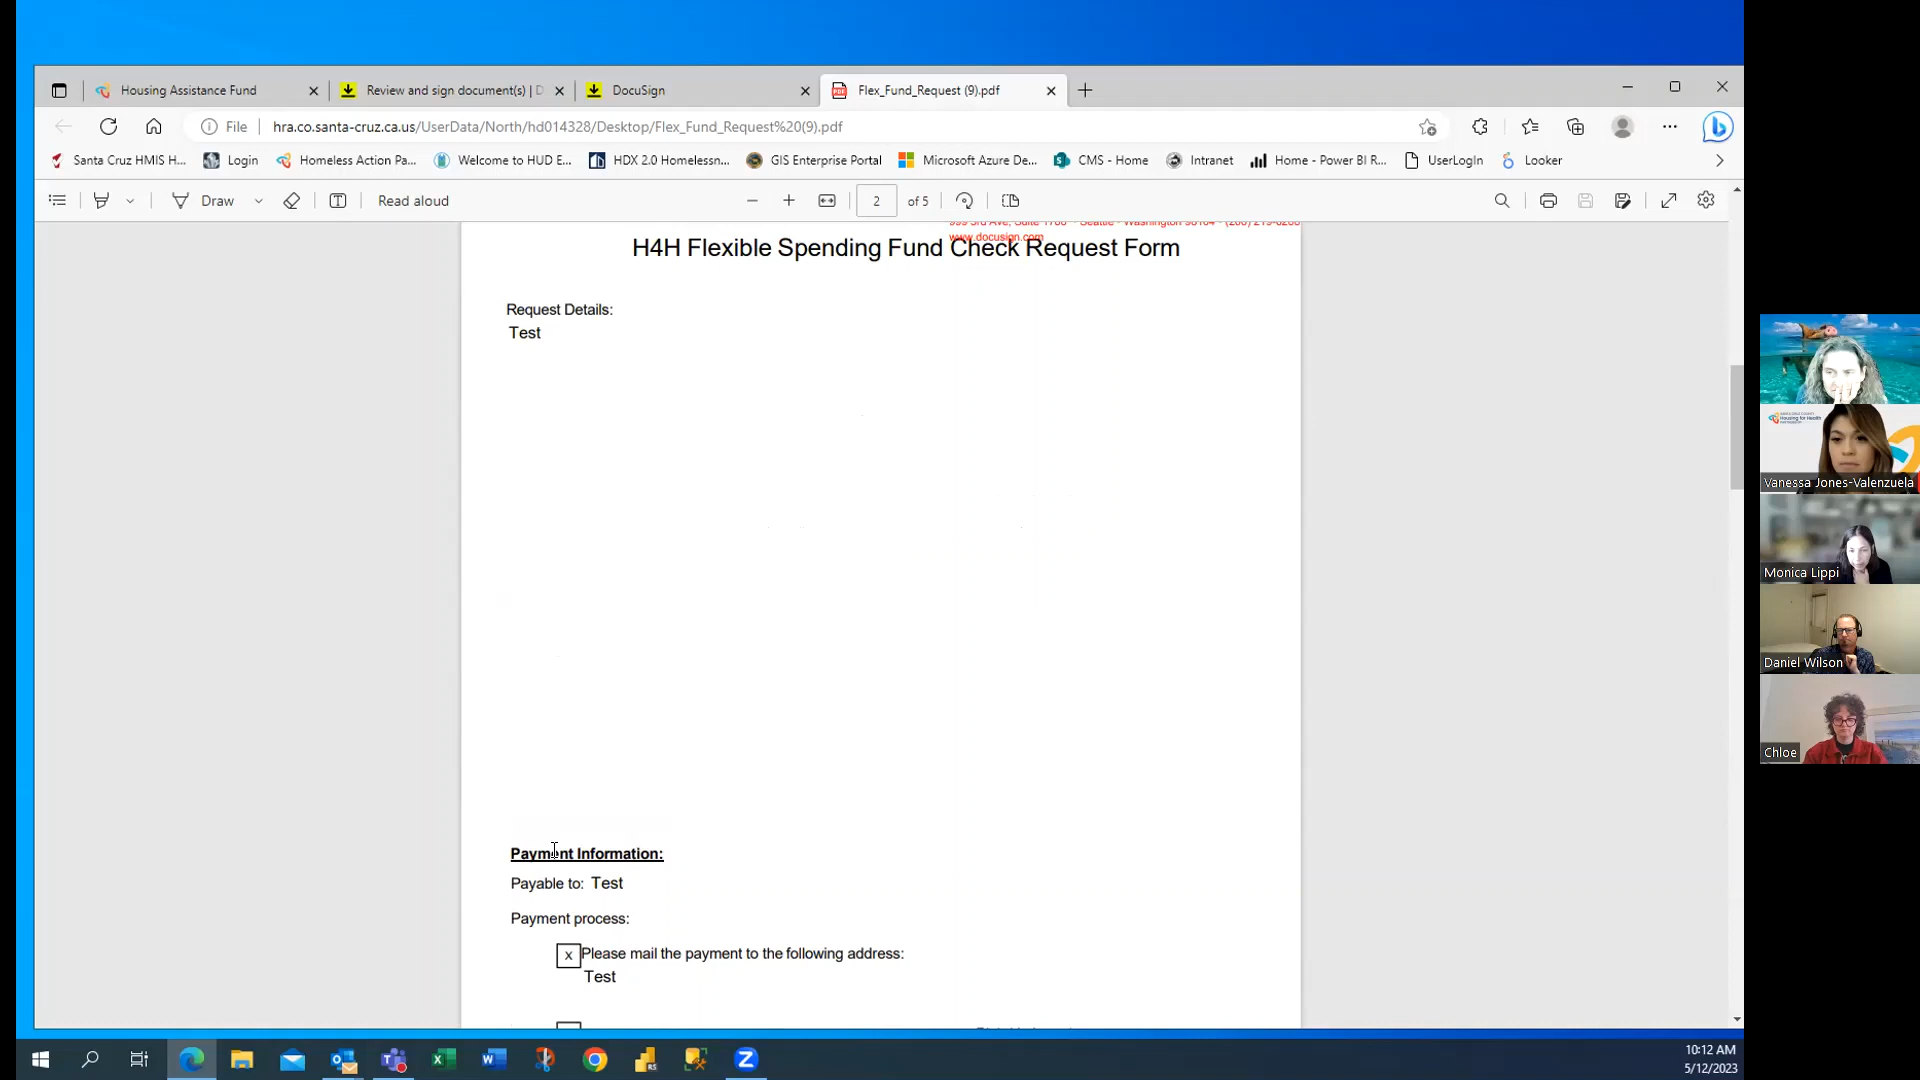 Housing Assistance Fund
Review and sign document(s) | D
DocuSign
Flex_Fund_Request (9).pdf
File
hra.co.santa-cruz.ca.us/UserData/North/hd014328/Desktop/Flex_Fund_Request%20(9).pdf
Santa Cruz HMIS H...
Login
Homeless Action Pa...
Welcome to HUD E...
HDX 2.0 Homelessn...
GIS Enterprise Portal
Microsoft Azure De...
CMS - Home
Intranet
Home - Power BI R...
UserLogIn
Looker
Draw
Read aloud
2
of 5
www.docusign.com
H4H Flexible Spending Fund Check Request Form
Request Details:
Test
Payment Information:
Payable to: Test
Payment process:
x Please mail the payment to the following address:
Test
Vanessa Jones-Valenzuela
Monica Lippi
Daniel Wilson
Chloe
10:12 AM
5/12/2023